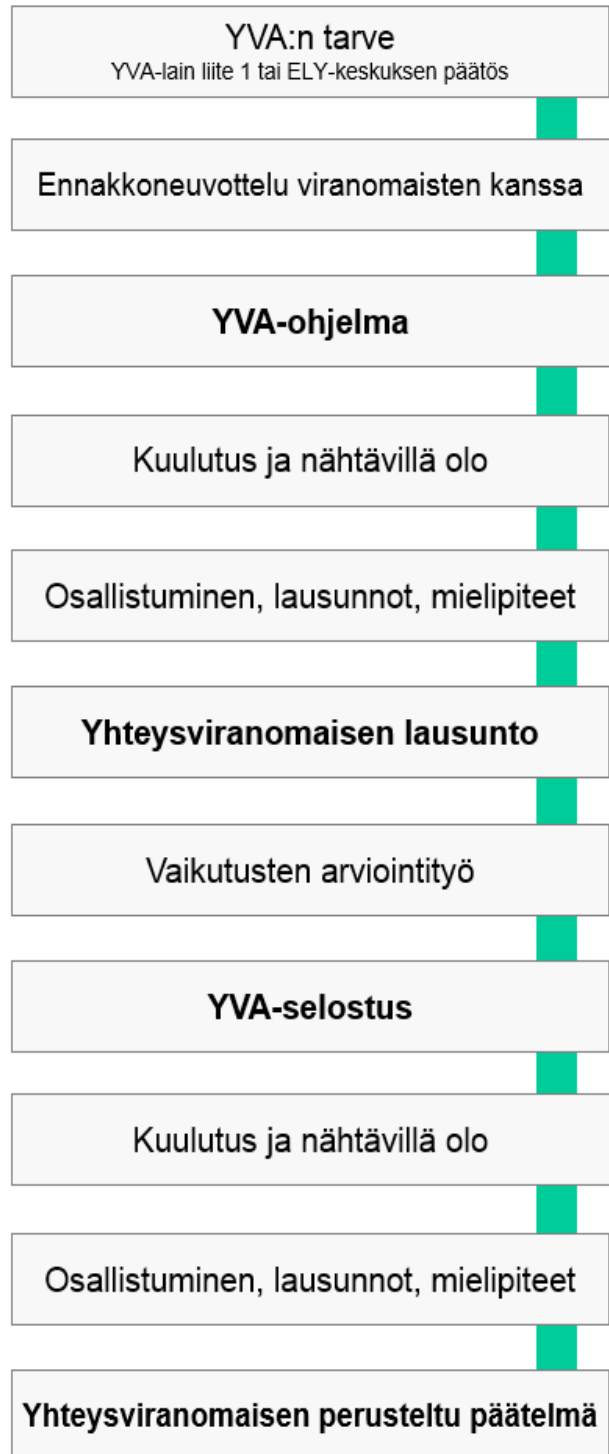 YVA:n tarve
YVA-lain liite 1 tai ELY-keskuksen päätös
Ennakkoneuvottelu viranomaisten kanssa
YVA-ohjelma
Kuulutus ja nähtävillä olo
Osallistuminen, lausunnot, mielipiteet
Yhteysviranomaisen lausunto
Vaikutusten arviointityö
YVA-selostus
Kuulutus ja nähtävillä olo
Osallistuminen, lausunnot, mielipiteet
Yhteysviranomaisen perusteltu päätelmä